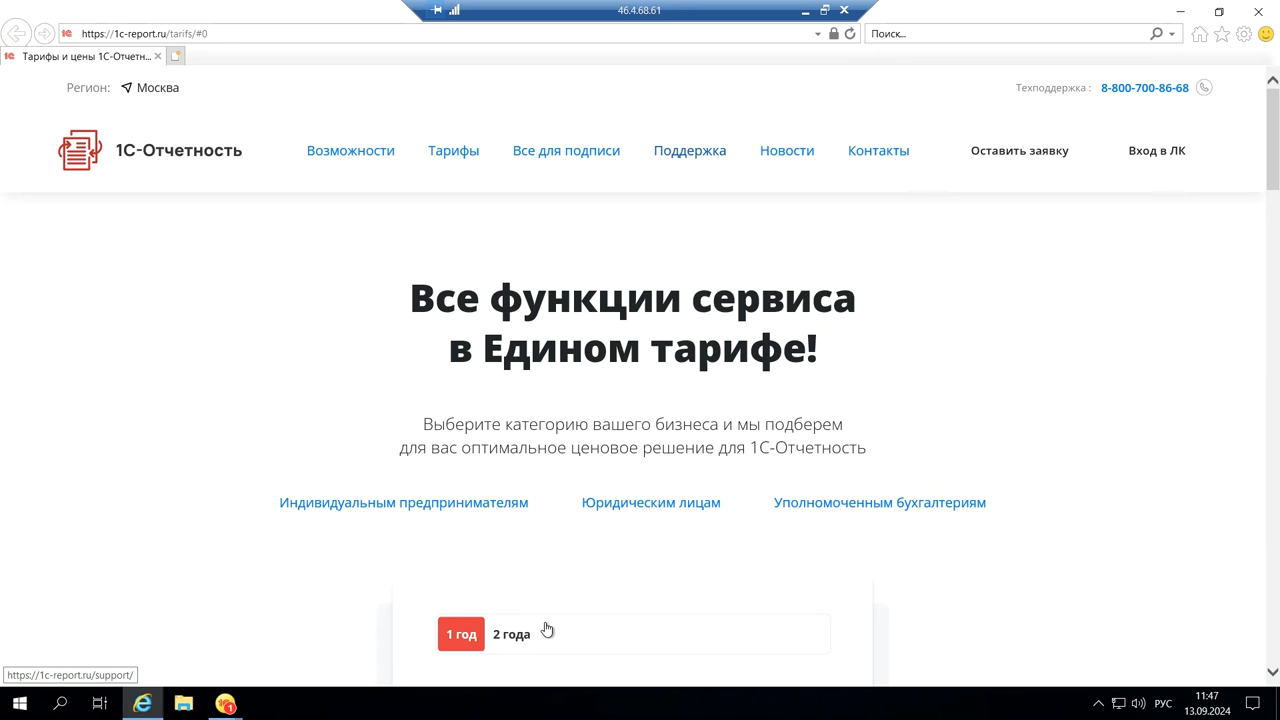 46.4.68.61
https://1c-report.ru/tarifs/#0
Поиск...
Тарифы и цены 1С-Отчетн...
Регион: Москва
Техподдержка : 8-800-700-86-68
1С-Отчетность
Возможности
Тарифы
Все для подписи
Поддержка
Новости
Контакты
Оставить заявку
Вход в ЛК
Все функции сервиса
в Едином тарифе!
Выберите категорию вашего бизнеса и мы подберем
для вас оптимальное ценовое решение для 1С-Отчетность
Индивидуальным предпринимателям
Юридическим лицам
Уполномоченным бухгалтериям
1 год
2 года
https://1c-report.ru/support/
1
РУС
11:47
13.09.2024